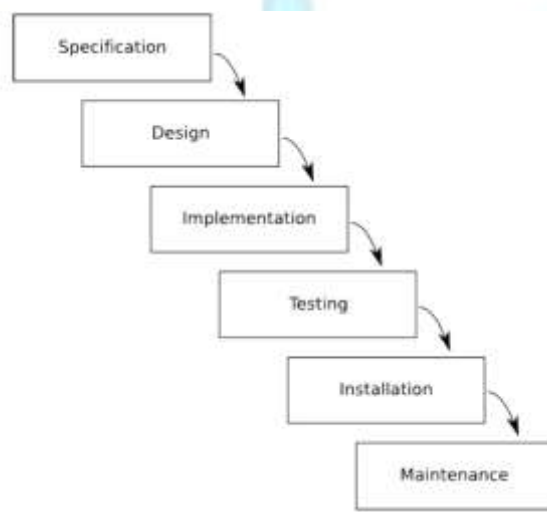 Specification
Design
Implementation
Testing
Installation
Maintenance